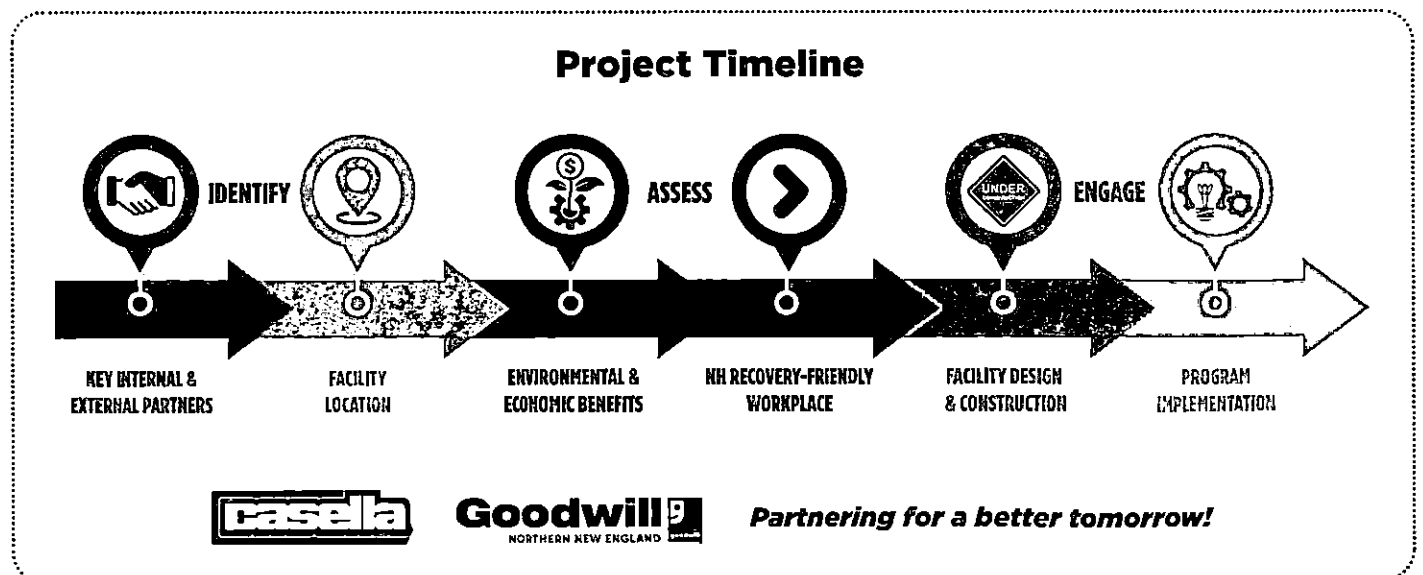 Project Timeline
IDENTIFY
ASSESS
UNDER
ENGAGE
KEY INTERNAL &
EXTERNAL PARTNERS
FACILITY
LOCATION
ENVIRONMENTAL &
ECONOMIC BENEFITS
NH RECOVERY-FRIENDLY
WORKPLACE
FACILITY DESIGN
& CONSTRUCTION
PROGRAM
IMPLEMENTATION
casella
Goodwill
NORTHERN NEW ENGLAND
Partnering for a better tomorrow!